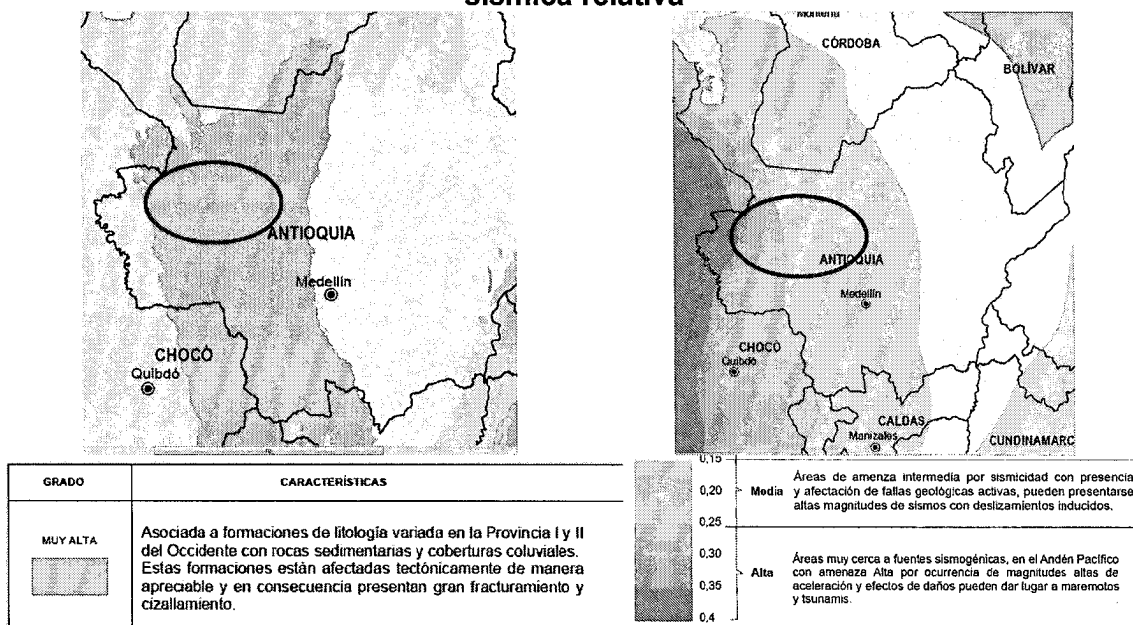 sísmica relativa
ANTIOQUIA
Medellín
CHOCÓ
Quibdó
CÓRDOBA
BOLÍVAR
ANTIOQUIA
Medellín
CHOCÓ
Quibdó
CALDAS
Manizales
CUNDINAMARC
GRADO
CARACTERÍSTICAS
MUY ALTA
Asociada a formaciones de litología variada en la Provincia I y II
del Occidente con rocas sedimentarias y coberturas coluviales.
Estas formaciones están afectadas tectónicamente de manera
apreciable y en consecuencia presentan gran fracturamiento y
cizallamiento.
0,15
0,20
0,25
0,30
0,35
0,4
Media
Áreas de amenza intermedia por sismicidad con presencia
y afectación de fallas geológicas activas, pueden presentarse
altas magnitudes de sismos con deslizamientos inducidos.
Alta
Áreas muy cerca a fuentes sismogénicas, en el Andén Pacífico
con amenaza Alta por ocurrencia de magnitudes altas de
aceleración y efectos de daños pueden dar lugar a maremotos
y tsunamis.